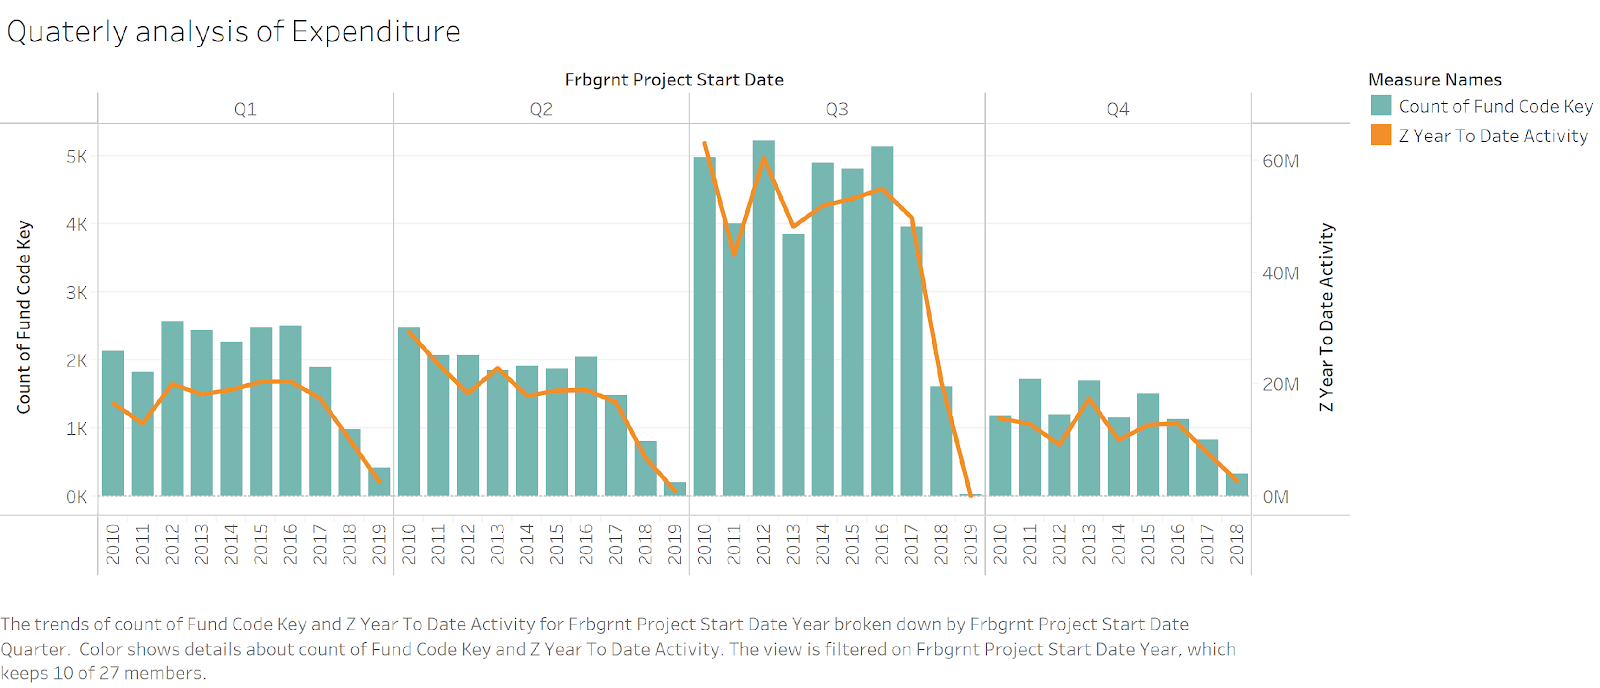 Quaterly analysis of Expenditure
Frbgrnt Project Start Date
Measure Names
Q1 Q2 Q3 Q4
Count of Fund Code Key
Z Year To Date Activity
5K
4K
3K
2K
1K
0K
Count of Fund Code Key
60M
40M
20M
0M
Z Year To Date Activity
2010 2011 2012 2013 2014 2015 2016 2017 2018 2019 2010 2011 2012 2013 2014 2015 2016 2017 2018 2019 2010 2011 2012 2013 2014 2015 2016 2017 2018 2019 2010 2011 2012 2013 2014 2015 2016 2017 2018
The trends of count of Fund Code Key and Z Year To Date Activity for Frbgrnt Project Start Date Year broken down by Frbgrnt Project Start Date
Quarter. Color shows details about count of Fund Code Key and Z Year To Date Activity. The view is filtered on Frbgrnt Project Start Date Year, which
keeps 10 of 27 members.